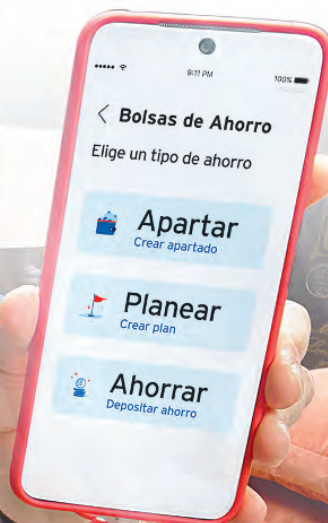 9:11 PM 100%
Bolsas de Ahorro
Elige un tipo de ahorro
Apartar
Crear apartado
Planear
Crear plan
Ahorrar
Depositar ahorro